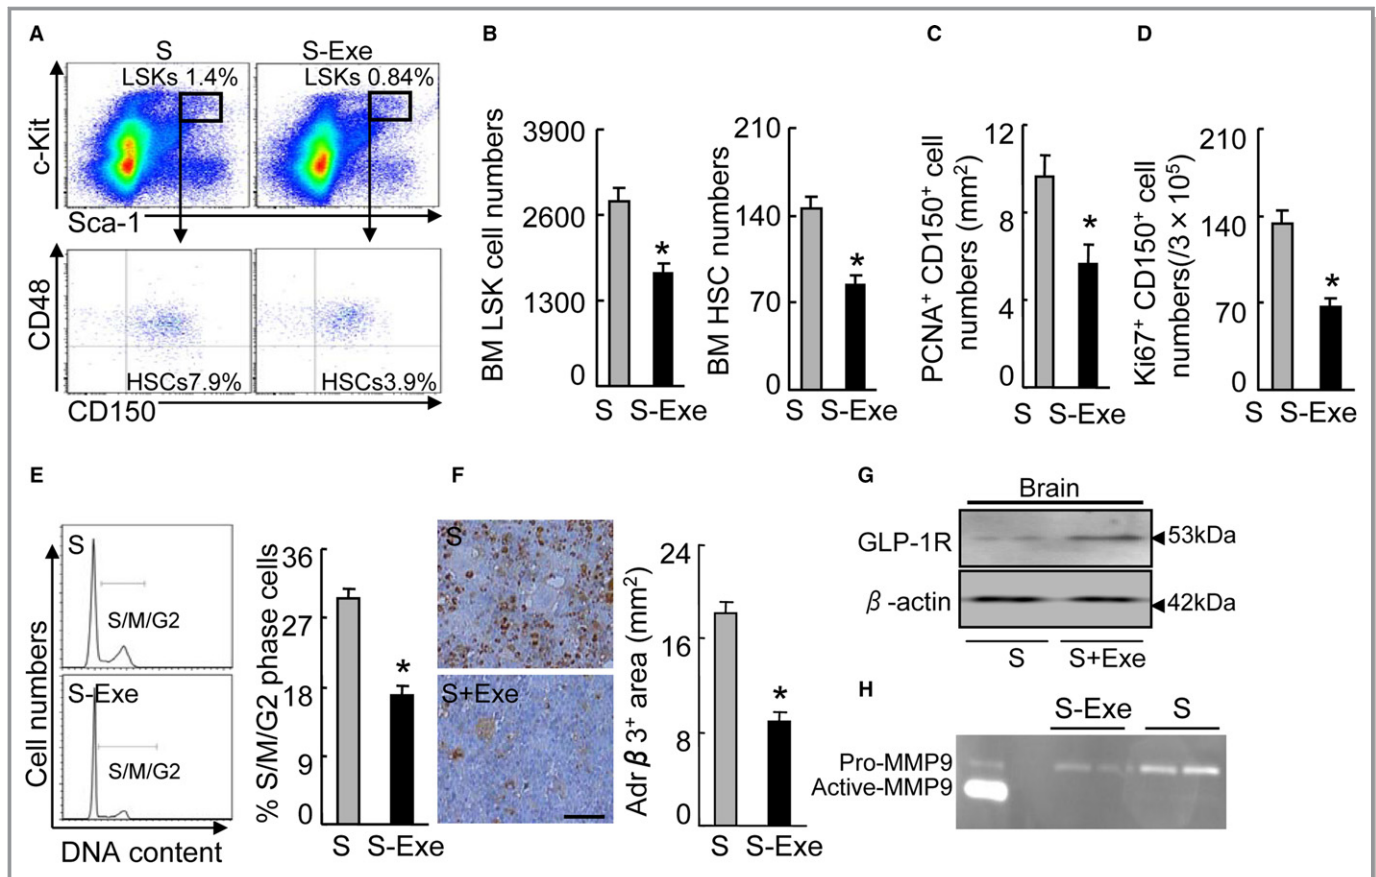 A
S
S-Exe
LSKs 1.4%
LSKs 0.84%
c-Kit
Sca-1
CD48
HSCs7.9%
HSCs3.9%
CD150
B
BM LSK cell numbers
3900
2600
1300
0
*
S S-Exe
BM HSC numbers
210
140
70
0
*
S S-Exe
C
PCNA⁺ CD150⁺ cell
numbers (mm²)
12
8
4
0
*
S S-Exe
D
Ki67⁺ CD150⁺ cell
numbers(/3 × 10⁵)
210
140
70
0
*
S S-Exe
E
Cell numbers
S
S/M/G2
S-Exe
S/M/G2
DNA content
% S/M/G2 phase cells
36
27
18
9
0
*
S S-Exe
F
S
S+Exe
Adr β 3⁺ area (mm²)
24
16
8
0
*
S S-Exe
G
Brain
GLP-1R
53kDa
β -actin
42kDa
S
S+Exe
H
S-Exe
S
Pro-MMP9
Active-MMP9